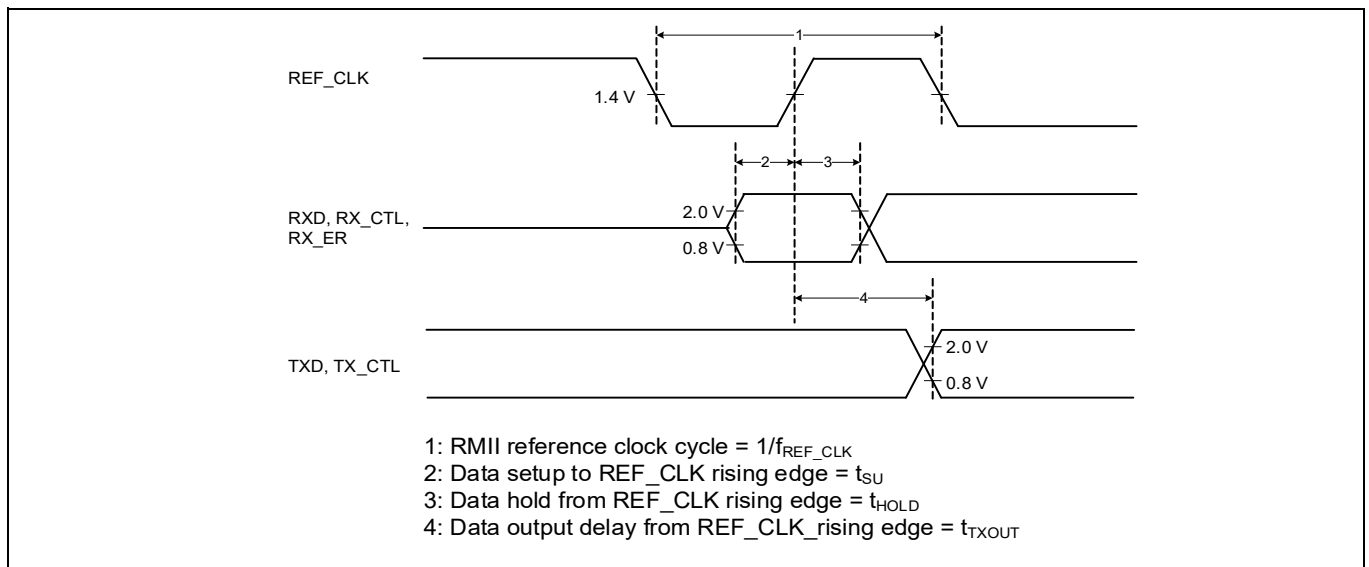 1
REF_CLK
1.4 V
2
3
RXD, RX_CTL,
RX_ER
2.0 V
0.8 V
4
TXD, TX_CTL
2.0 V
0.8 V
1: RMII reference clock cycle = 1/fREF_CLK
2: Data setup to REF_CLK rising edge = tSU
3: Data hold from REF_CLK rising edge = tHOLD
4: Data output delay from REF_CLK_rising edge = tTXOUT